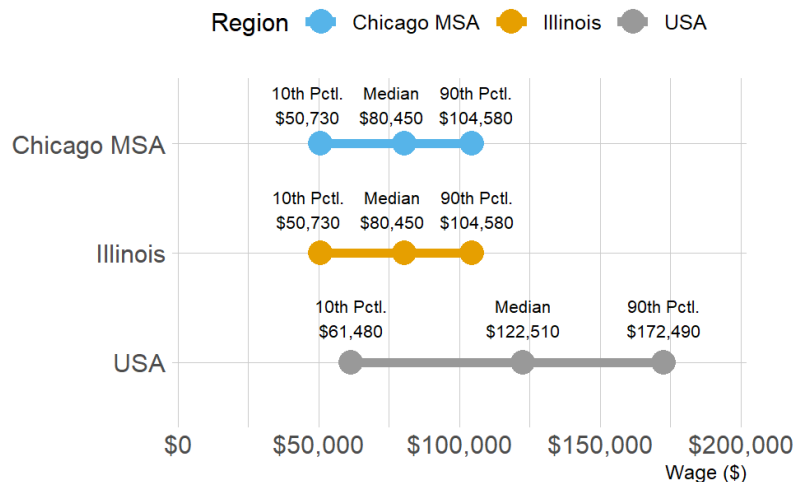 Region Chicago MSA Illinois USA
10th Pctl. Median 90th Pctl.
$50,730 $80,450 $104,580
Chicago MSA
10th Pctl. Median 90th Pctl.
$50,730 $80,450 $104,580
Illinois
10th Pctl. Median 90th Pctl.
$61,480 $122,510 $172,490
USA
$0 $50,000 $100,000 $150,000 $200,000
Wage ($)